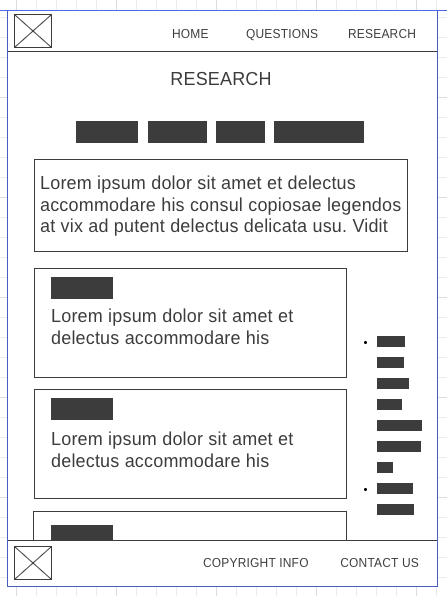 HOME QUESTIONS RESEARCH
RESEARCH
Lorem ipsum dolor sit amet et delectus
accommodare his consul copiosae legendos
at vix ad putent delectus delicata usu. Vidit
Lorem ipsum dolor sit amet et
delectus accommodare his
Lorem ipsum dolor sit amet et
delectus accommodare his
COPYRIGHT INFO CONTACT US